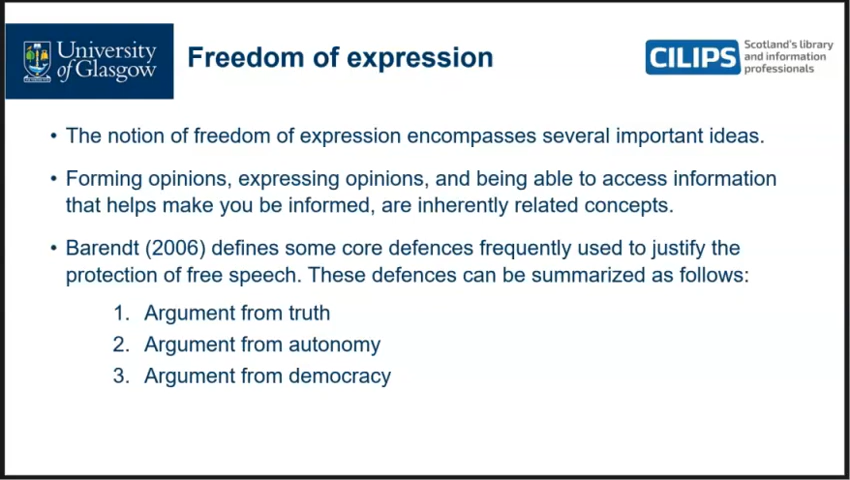 University
of Glasgow
Freedom of expression
CILIPS
Scotland's library
and information
professionals
• The notion of freedom of expression encompasses several important ideas.
• Forming opinions, expressing opinions, and being able to access information
that helps make you be informed, are inherently related concepts.
• Barendt (2006) defines some core defences frequently used to justify the
protection of free speech. These defences can be summarized as follows:
1. Argument from truth
2. Argument from autonomy
3. Argument from democracy